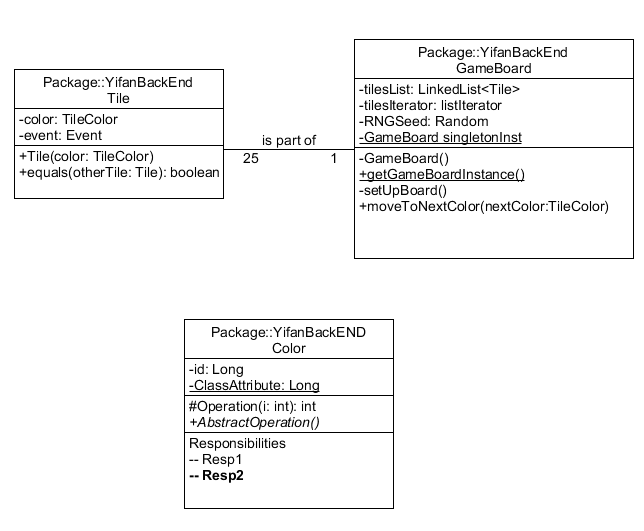 Package::YifanBackEnd
Tile
-color: TileColor
-event: Event
+Tile(color: TileColor)
+equals(otherTile: Tile): boolean
is part of
25
1
Package::YifanBackEnd
GameBoard
-tilesList: LinkedList<Tile>
-tilesIterator: listIterator
-RNGSeed: Random
-GameBoard singletonInst
-GameBoard()
+getGameBoardInstance()
-setUpBoard()
+moveToNextColor(nextColor:TileColor)
Package::YifanBackEND
Color
-id: Long
-ClassAttribute: Long
#Operation(i: int): int
+AbstractOperation()
Responsibilities
-- Resp1
-- Resp2